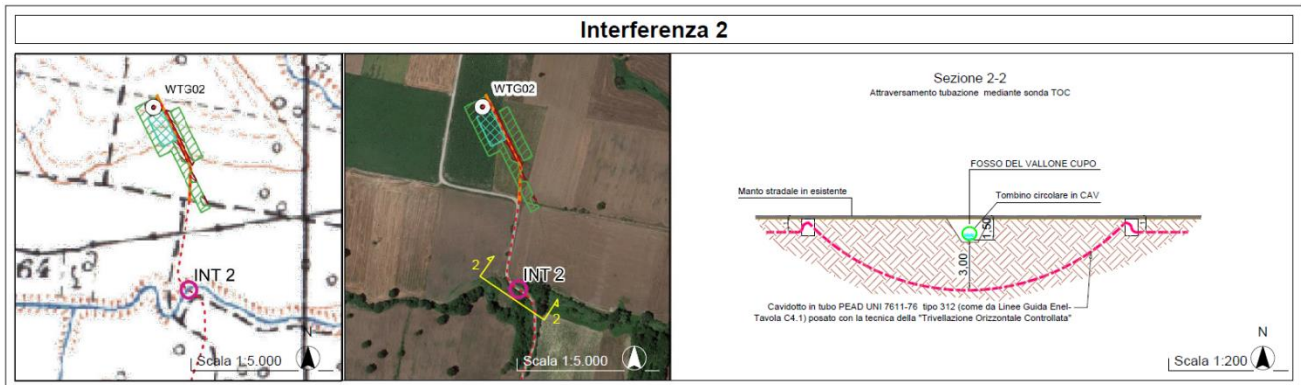 Interferenza 2
WTG02
64
INT 2
N
Scala 1:5.000
WTG02
2
INT 2
2
N
Scala 1:5.000
Sezione 2-2
Attraversamento tubazione mediante sonda TOC
FOSSO DEL VALLONE CUPO
Manto stradale in esistente
Tombino circolare in CAV
1.50
3.00
Cavidotto in tubo PEAD UNI 7611-76 tipo 312 (come da Linee Guida Enel-
Tavola C4.1) posato con la tecnica della "Trivellazione Orizzontale Controllata"
N
Scala 1:200